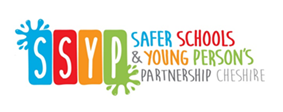 SSYP
SAFER SCHOOLS
& YOUNG PERSON'S
PARTNERSHIP CHESHIRE